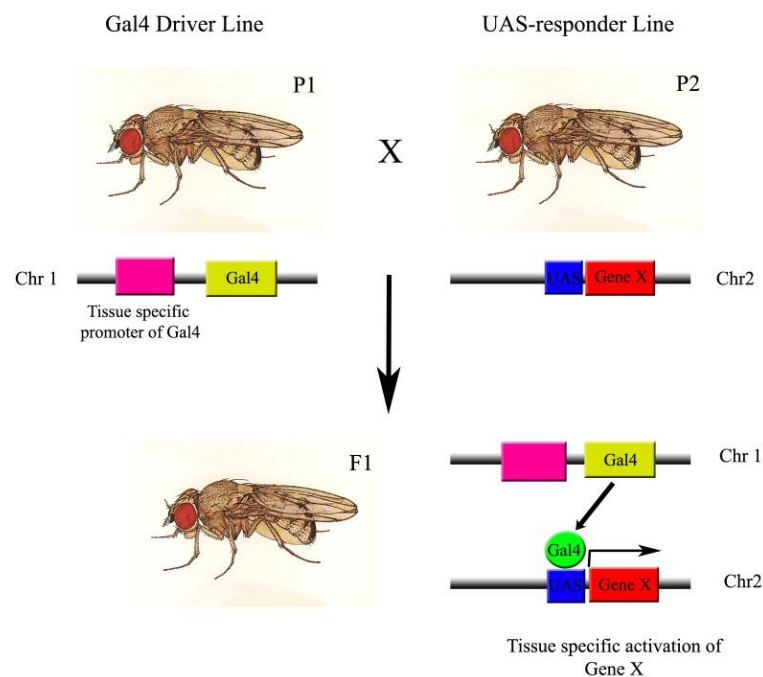 Gal4 Driver Line
UAS-responder Line
P1
P2
X
Chr 1
Gal4
UAS
Gene X
Chr2
Tissue specific
promoter of Gal4
F1
Gal4
Chr 1
Gal4
UAS
Gene X
Chr2
Tissue specific activation of
Gene X